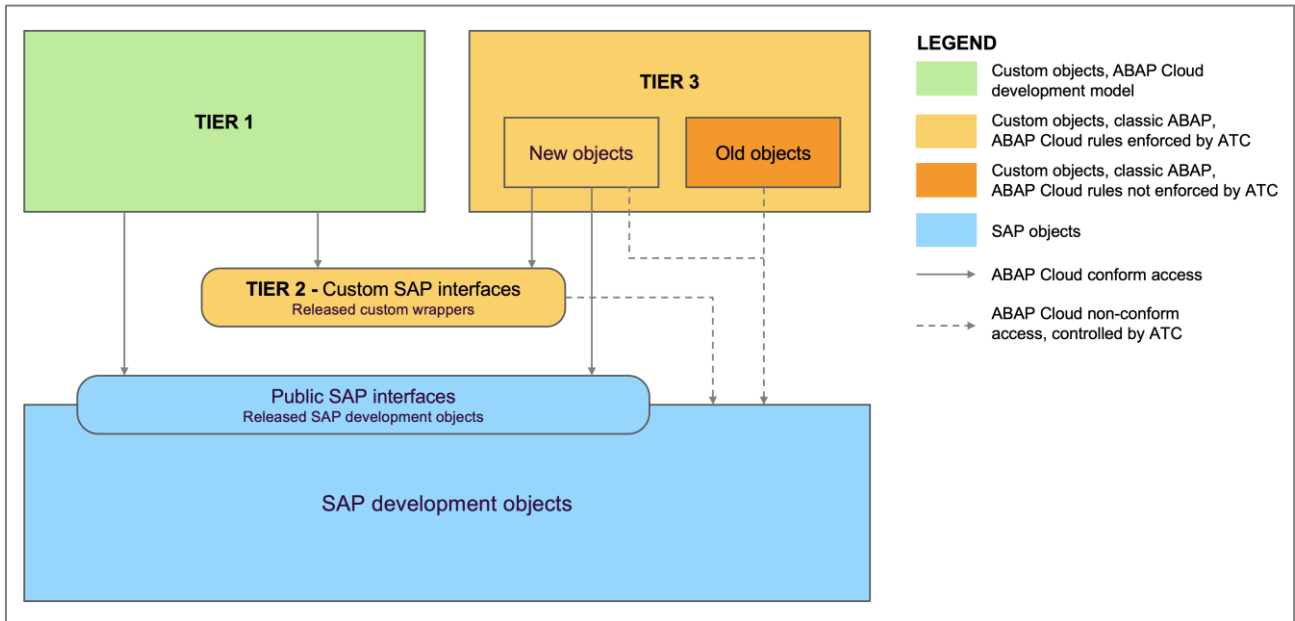 TIER 1
TIER 3
New objects
Old objects
TIER 2 - Custom SAP interfaces
Released custom wrappers
Public SAP interfaces
Released SAP development objects
SAP development objects
LEGEND
Custom objects, ABAP Cloud
development model
Custom objects, classic ABAP,
ABAP Cloud rules enforced by ATC
Custom objects, classic ABAP,
ABAP Cloud rules not enforced by ATC
SAP objects
ABAP Cloud conform access
ABAP Cloud non-conform
access, controlled by ATC